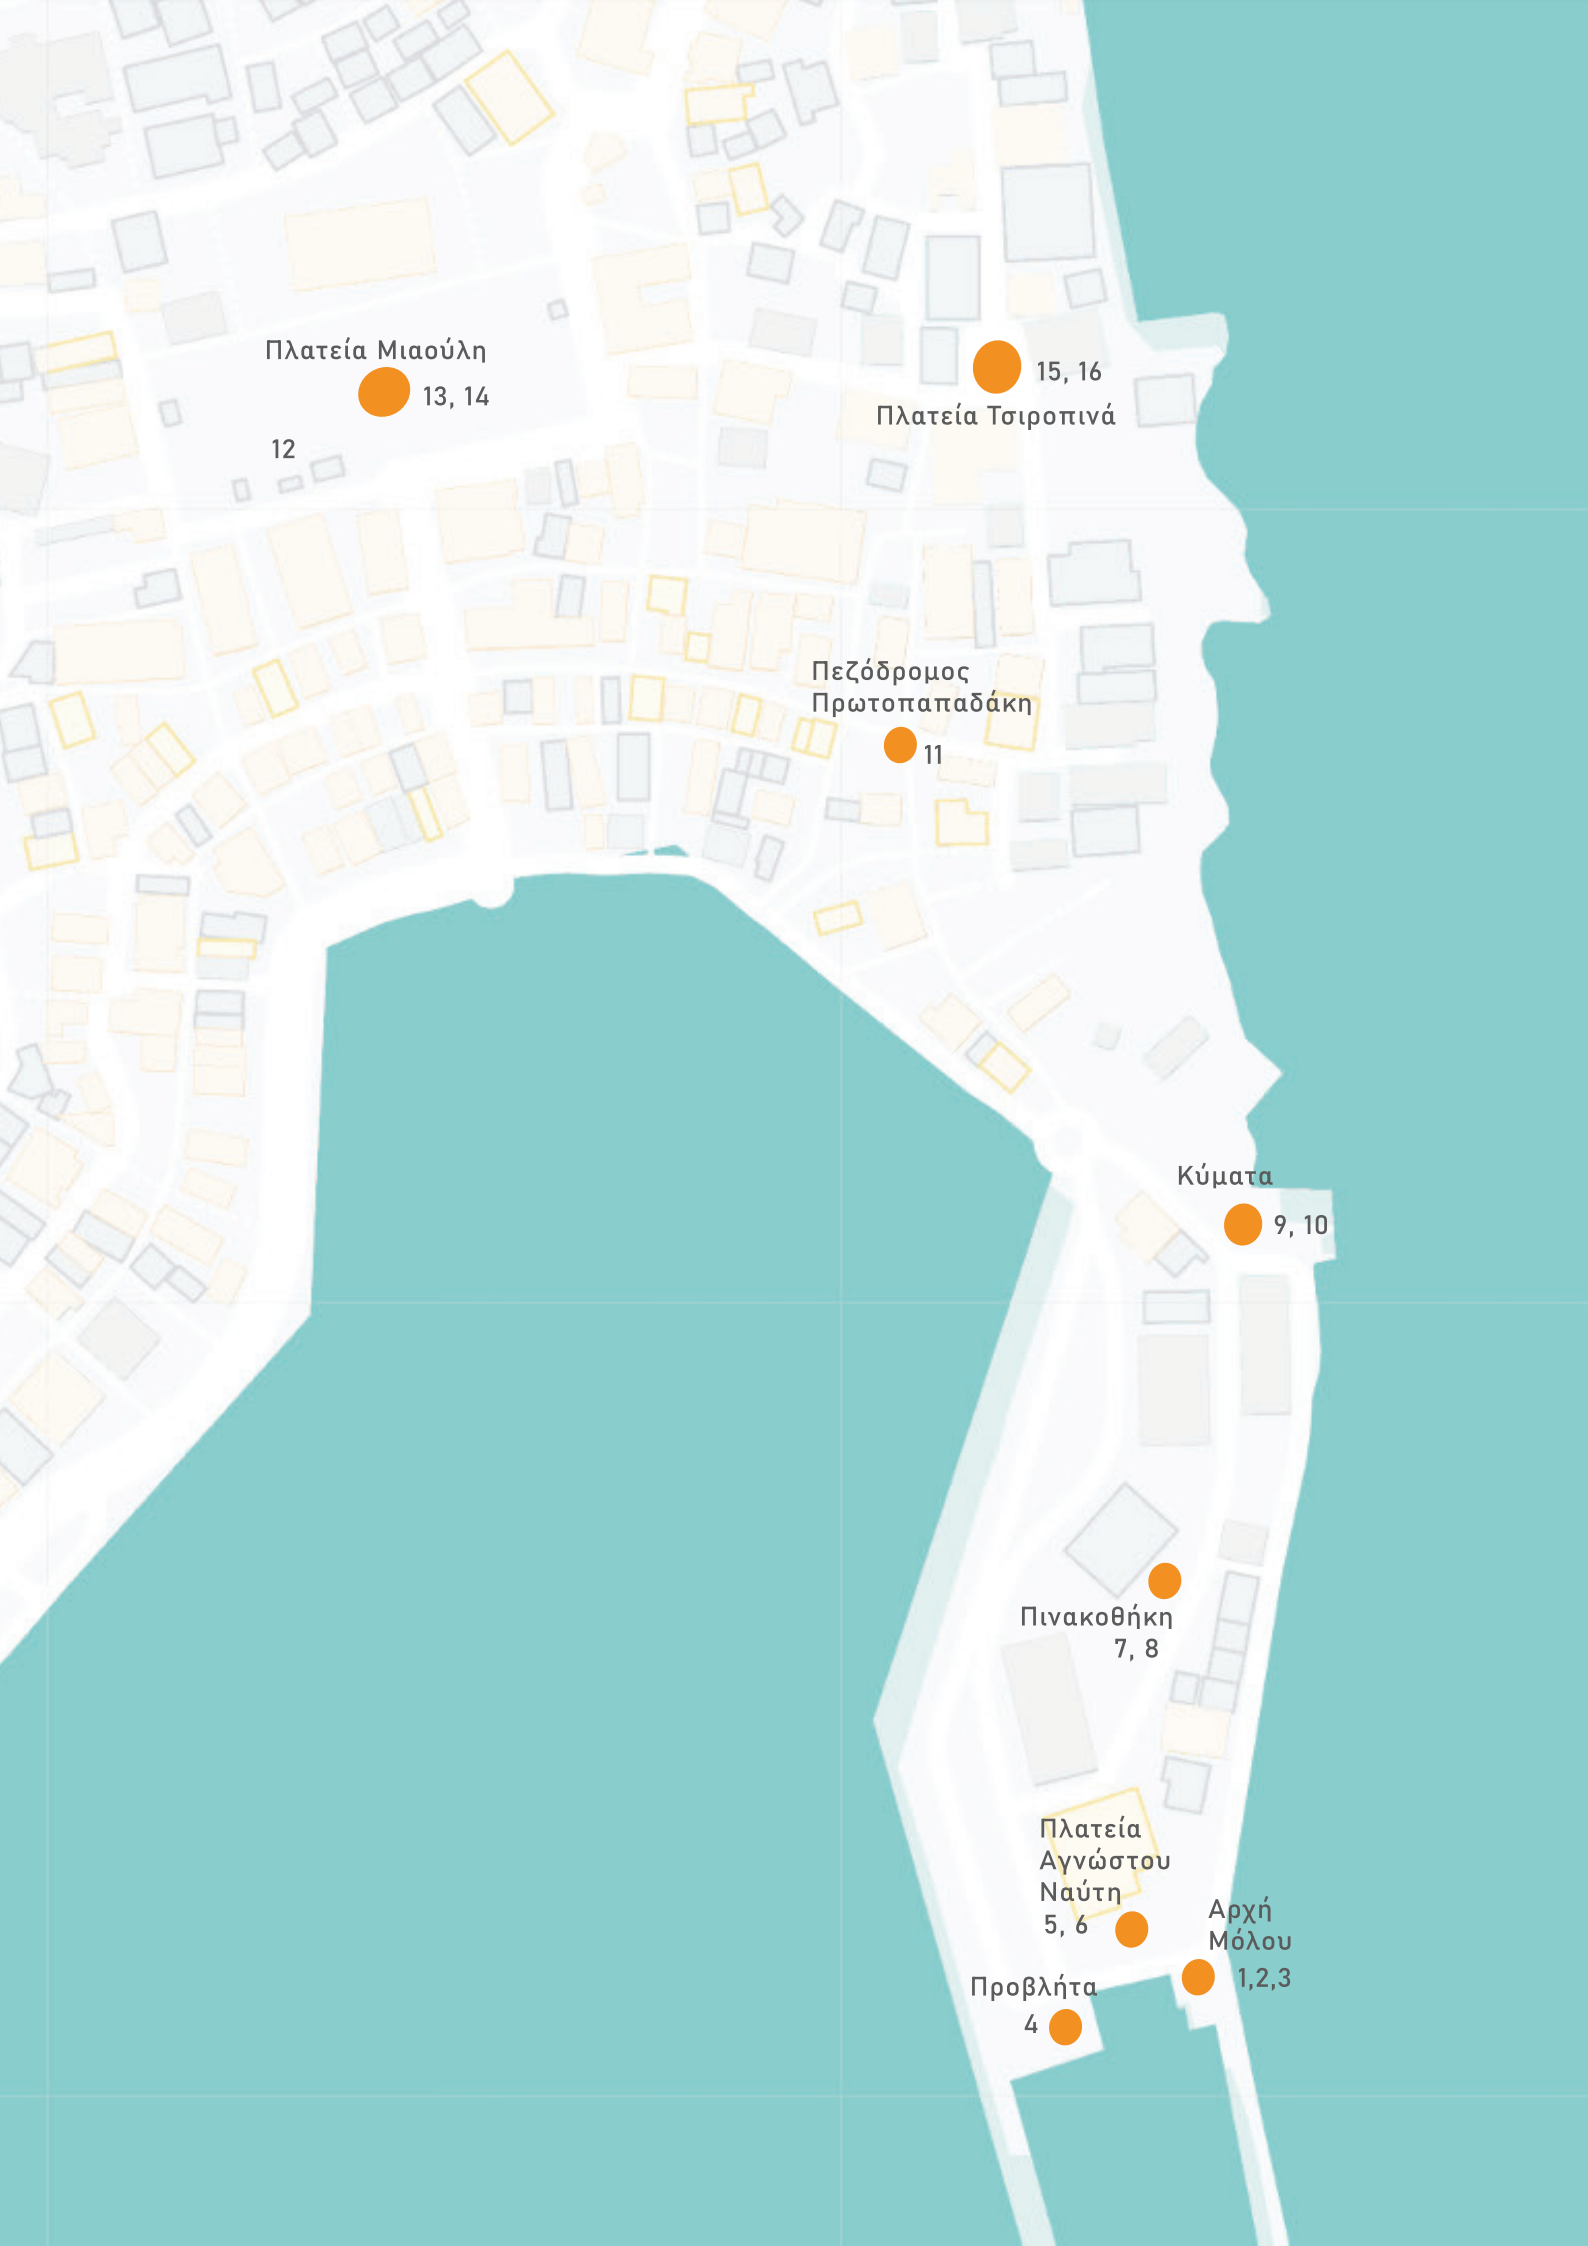 Πλατεία Μιαούλη
13, 14
12
15, 16
Πλατεία Τσιροπινά
Πεζόδρομος
Πρωτοπαπαδάκη
11
Κύματα
9, 10
Πινακοθήκη
7, 8
Πλατεία
Αγνώστου
Ναύτη
5, 6
Αρχή
Μόλου
1,2,3
Προβλήτα
4